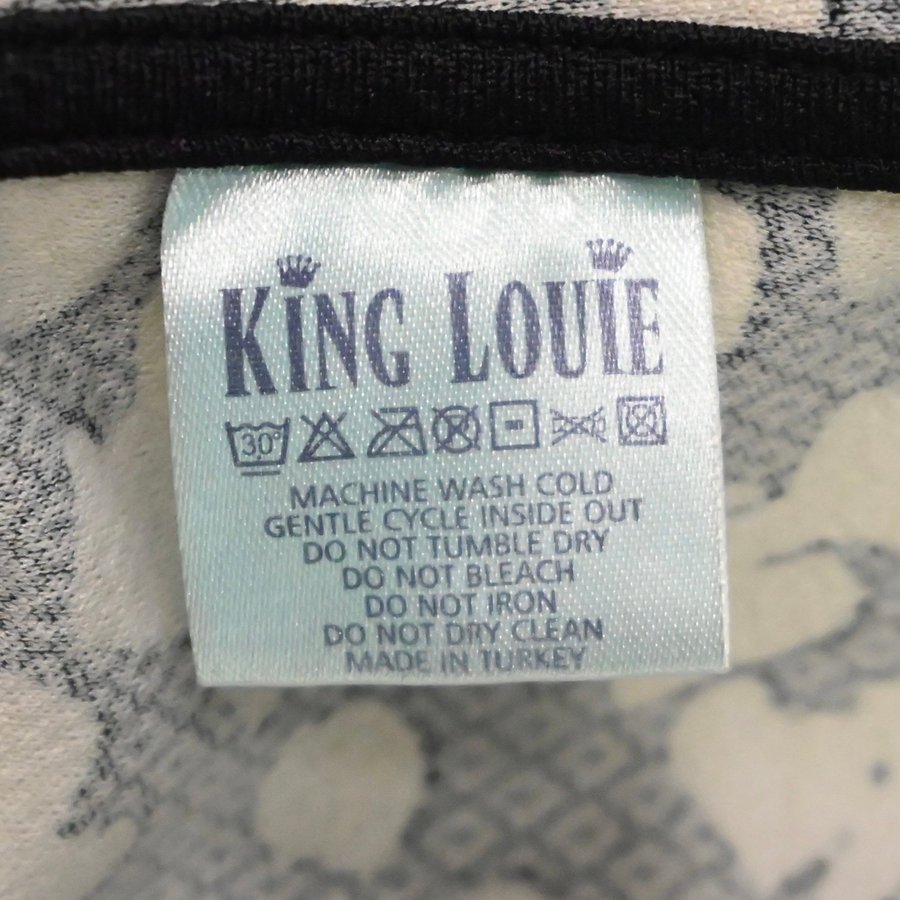 KING LOUIE
30°
MACHINE WASH COLD
GENTLE CYCLE INSIDE OUT
DO NOT TUMBLE DRY
DO NOT BLEACH
DO NOT IRON
DO NOT DRY CLEAN
MADE IN TURKEY